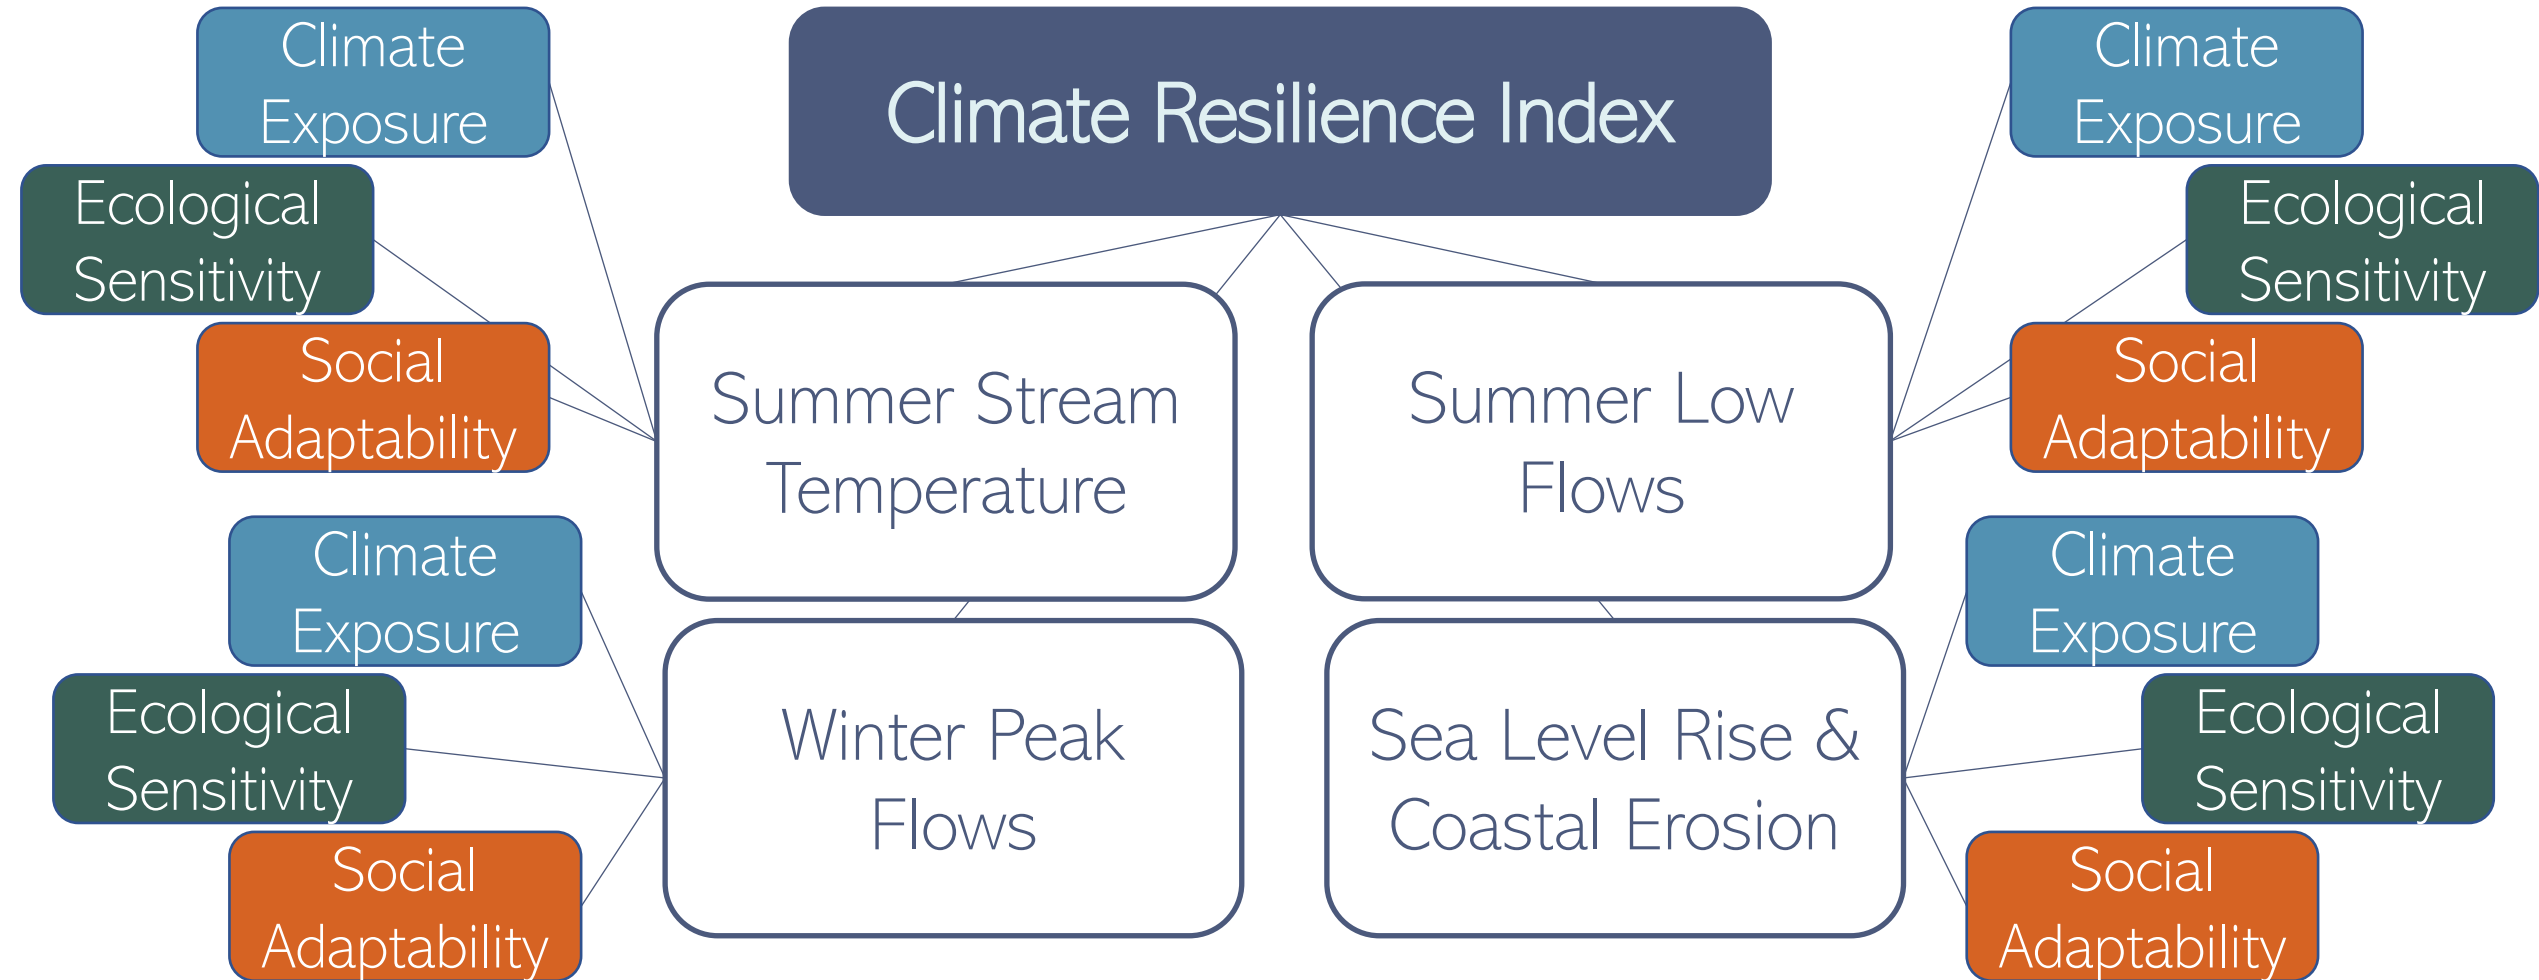 Climate Resilience Index
Climate
Exposure
Ecological
Sensitivity
Social
Adaptability
Summer Stream
Temperature
Summer Low
Flows
Climate
Exposure
Ecological
Sensitivity
Social
Adaptability
Climate
Exposure
Ecological
Sensitivity
Social
Adaptability
Winter Peak
Flows
Sea Level Rise &
Coastal Erosion
Climate
Exposure
Ecological
Sensitivity
Social
Adaptability